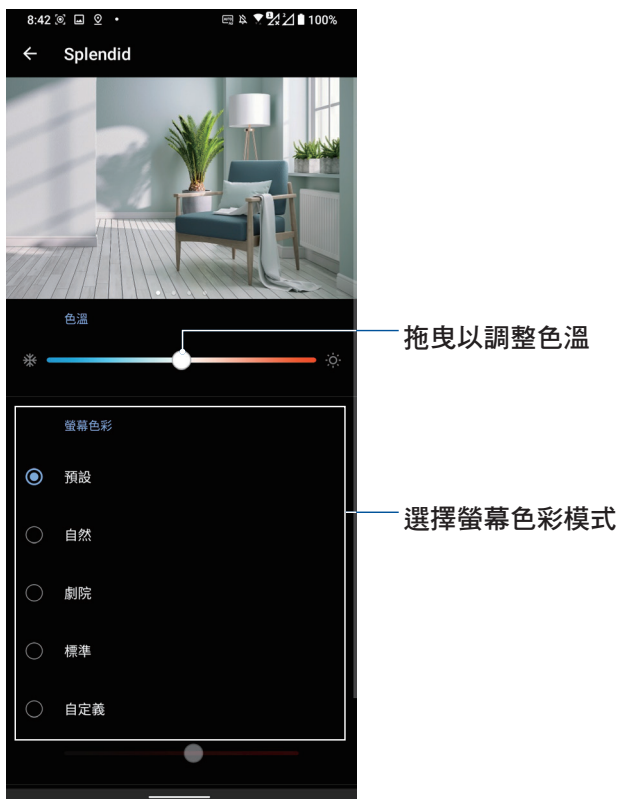 8:42 100%
Splendid
色溫
拖曳以調整色溫
螢幕色彩
預設
自然
選擇螢幕色彩模式
劇院
標準
自定義